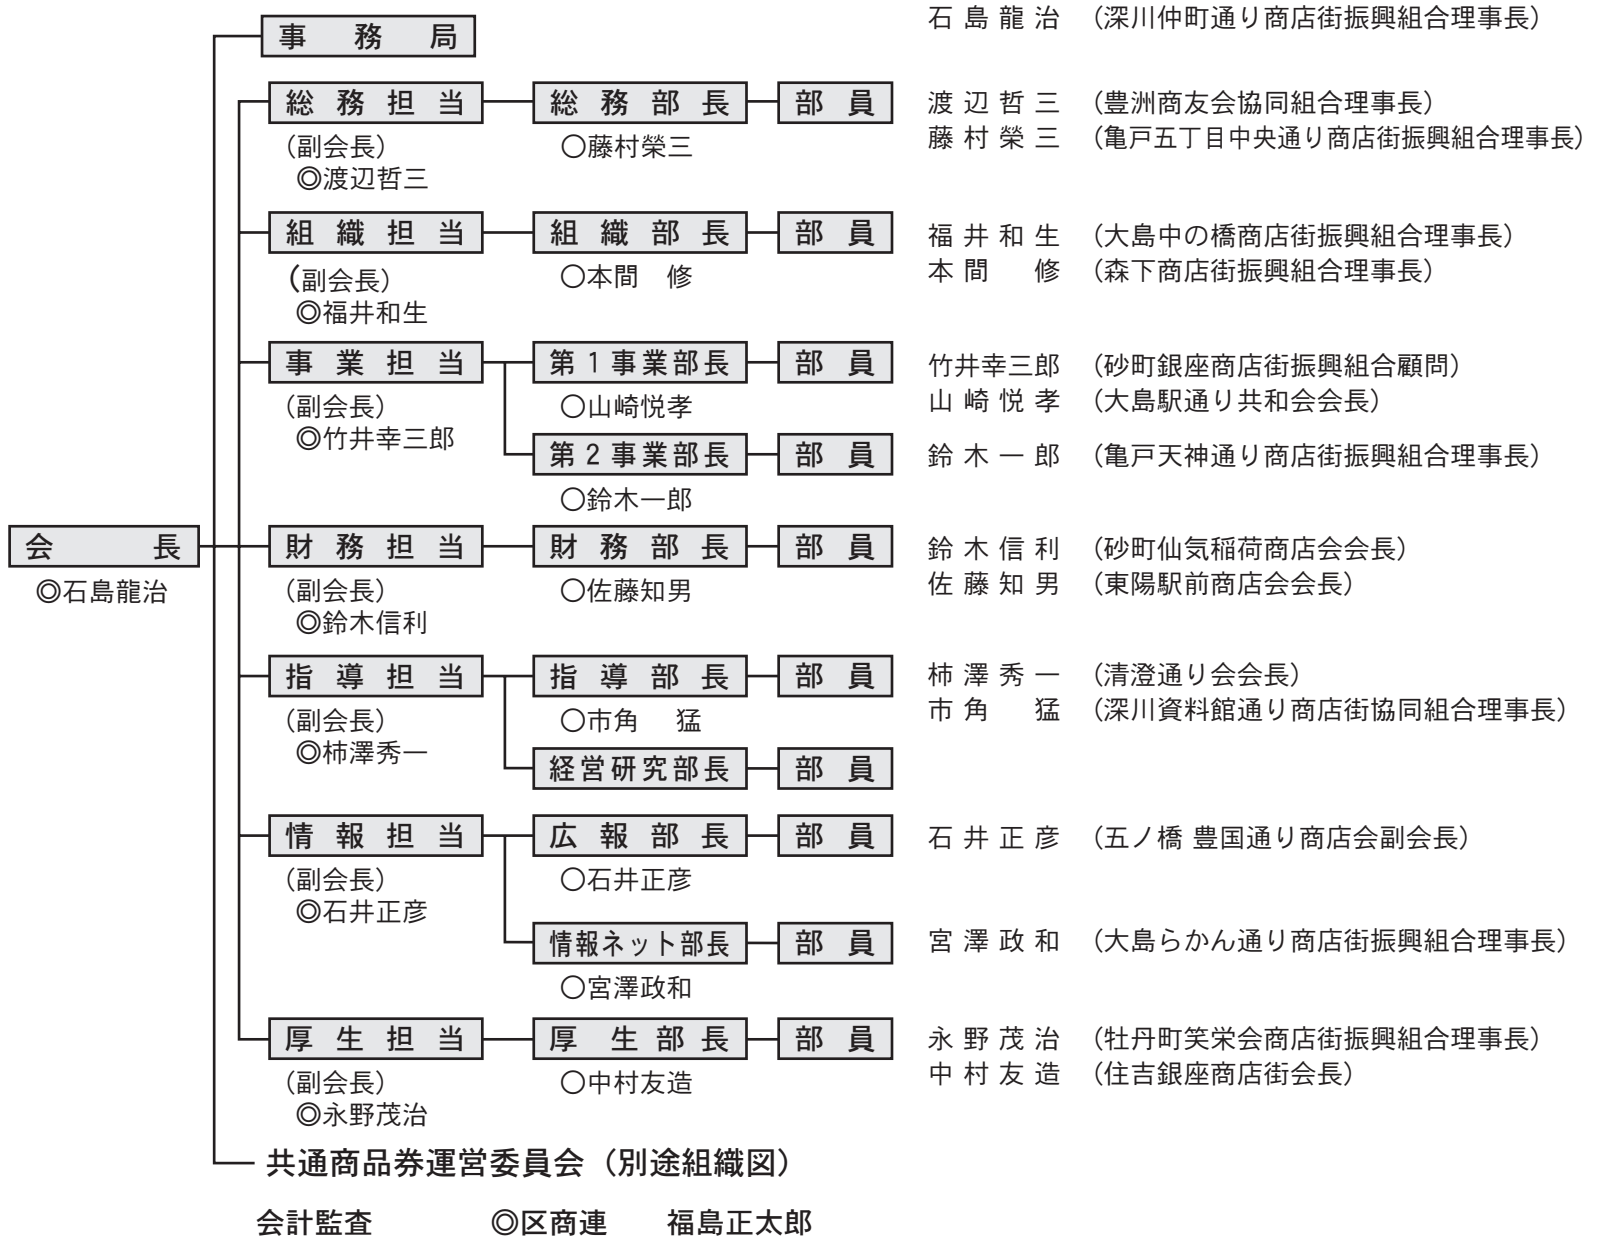 石島龍治 （深川仲町通り商店街振興組合理事長）
事務局
総務担当 総務部長 部員 渡辺哲三 （豊洲商友会協同組合理事長）
（副会長） ○藤村榮三 藤村榮三 （亀戸五丁目中央通り商店街振興組合理事長）
◎渡辺哲三
組織担当 組織部長 部員 福井和生 （大島中の橋商店街振興組合理事長）
（副会長） ○本間　修 本間　修 （森下商店街振興組合理事長）
◎福井和生
事業担当 第１事業部長 部員 竹井幸三郎 （砂町銀座商店街振興組合顧問）
（副会長） ○山崎悦孝 山崎悦孝 （大島駅通り共和会会長）
◎竹井幸三郎
第２事業部長 部員 鈴木一郎 （亀戸天神通り商店街振興組合理事長）
○鈴木一郎
会長 財務担当 財務部長 部員 鈴木信利 （砂町仙気稲荷商店会会長）
◎石島龍治 （副会長） ○佐藤知男 佐藤知男 （東陽駅前商店会会長）
◎鈴木信利
指導担当 指導部長 部員 柿澤秀一 （清澄通り会会長）
（副会長） ○市角　猛 市角　猛 （深川資料館通り商店街協同組合理事長）
◎柿澤秀一
経営研究部長 部員
情報担当 広報部長 部員 石井正彦 （五ノ橋 豊国通り商店会副会長）
（副会長） ○石井正彦
◎石井正彦
情報ネット部長 部員 宮澤政和 （大島らかん通り商店街振興組合理事長）
○宮澤政和
厚生担当 厚生部長 部員 永野茂治 （牡丹町笑栄会商店街振興組合理事長）
（副会長） ○中村友造 中村友造 （住吉銀座商店街会長）
◎永野茂治
共通商品券運営委員会（別途組織図）
会計監査 ◎区商連 福島正太郎